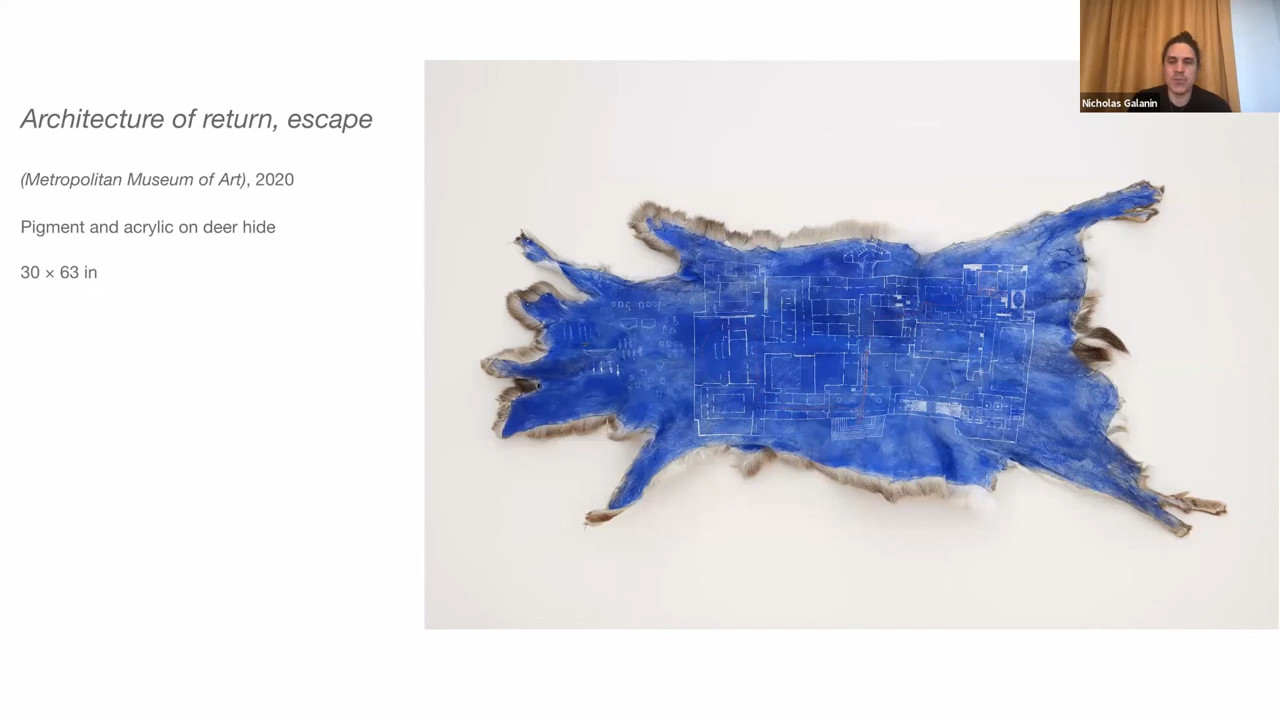 Architecture of return, escape
(Metropolitan Museum of Art), 2020
Pigment and acrylic on deer hide
30 × 63 in
Nicholas Galanin